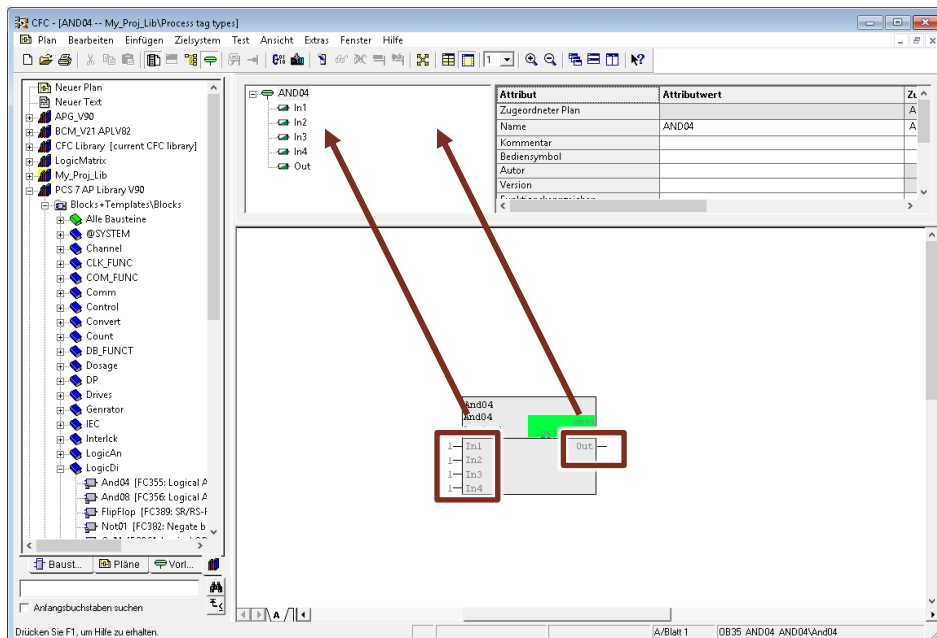 CFC - [AND04 -- My_Proj_Lib\Process tag types]
Plan Bearbeiten Einfügen Zielsystem Test Ansicht Extras Fenster Hilfe
1
Neuer Plan
Neuer Text
APG_V90
BCM_V21 APLV82
CFC Library [current CFC library]
LogicMatrix
My_Proj_Lib
PCS 7 AP Library V90
Blocks+Templates\Blocks
Alle Bausteine
@SYSTEM
Channel
CLK_FUNC
COM_FUNC
Comm
Control
Convert
Count
DB_FUNCT
Dosage
DP
Drives
Genrator
IEC
Interlck
LogicAn
LogicDi
And04 [FC355: Logical A
And08 [FC356: Logical A
FlipFlop [FC389: SR/RS-F
Not01 [FC382: Negate b
Baust...
Pläne
Vorl...
Anfangsbuchstaben suchen
AND04
In1
In2
In3
In4
Out
Attribut Attributwert
Zugeordneter Plan A
Name AND04 A
Kommentar
Bediensymbol
Autor
Version
And04
And04
1 In1 Out
1 In2
1 In3
1 In4
A
Drücken Sie F1, um Hilfe zu erhalten.
A/Blatt 1
OB35 AND04 AND04\And04